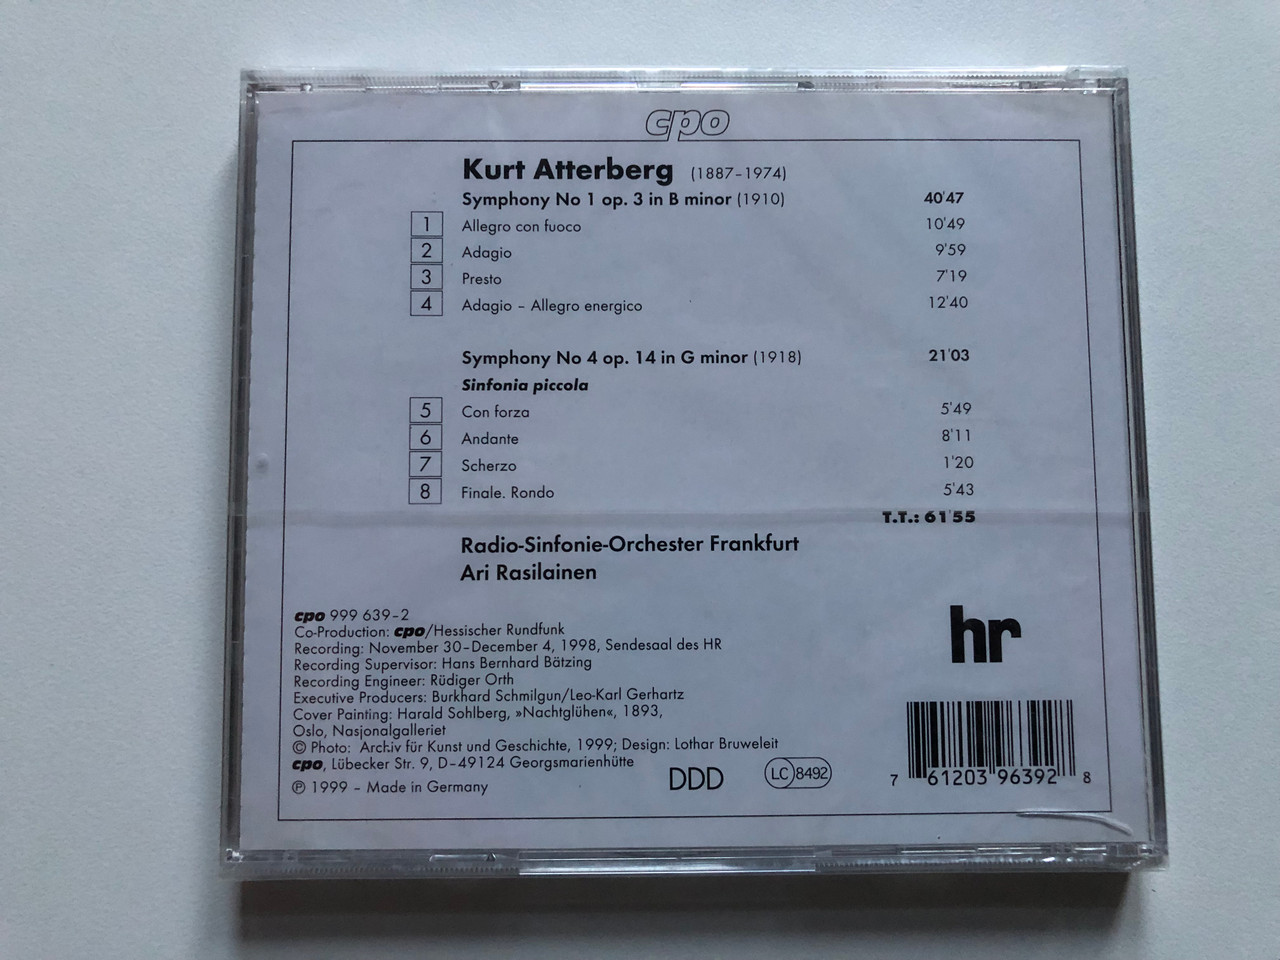 cpo
Kurt Atterberg (1887–1974)
Symphony No 1 op. 3 in B minor (1910) 40'47
1 Allegro con fuoco 10'49
2 Adagio 9'59
3 Presto 7'19
4 Adagio – Allegro energico 12'40
Symphony No 4 op. 14 in G minor (1918) 21'03
Sinfonia piccola
5 Con forza 5'49
6 Andante 8'11
7 Scherzo 1'20
8 Finale. Rondo 5'43
T.T.: 61'55
Radio-Sinfonie-Orchester Frankfurt
Ari Rasilainen
cpo 999 639–2
Co-Production: cpo/Hessischer Rundfunk
Recording: November 30–December 4, 1998, Sendesaal des HR
Recording Supervisor: Hans Bernhard Bätzing
Recording Engineer: Rüdiger Orth
Executive Producers: Burkhard Schmilgun/Leo-Karl Gerhartz
Cover Painting: Harald Sohlberg, »Nachtglühen«, 1893,
Oslo, Nasjonalgalleriet
© Photo: Archiv für Kunst und Geschichte, 1999; Design: Lothar Bruweleit
cpo, Lübecker Str. 9, D–49124 Georgsmarienhütte
℗ 1999 – Made in Germany
DDD
LC 8492
hr
7 61203 96392 8